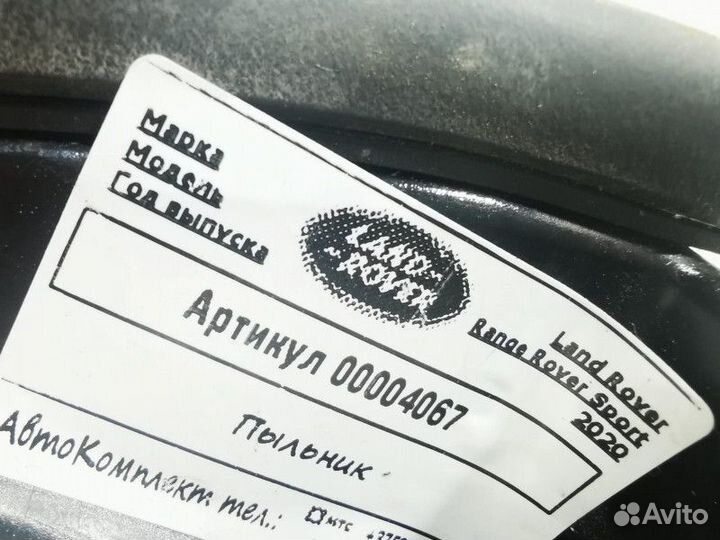 Марка
Модель
Год выпуска
LAND
ROVER
Land Rover
Range Rover Sport
2020
Артикул 00004067
Пыльник
АвтоКомплект тел.: мтс
Avito